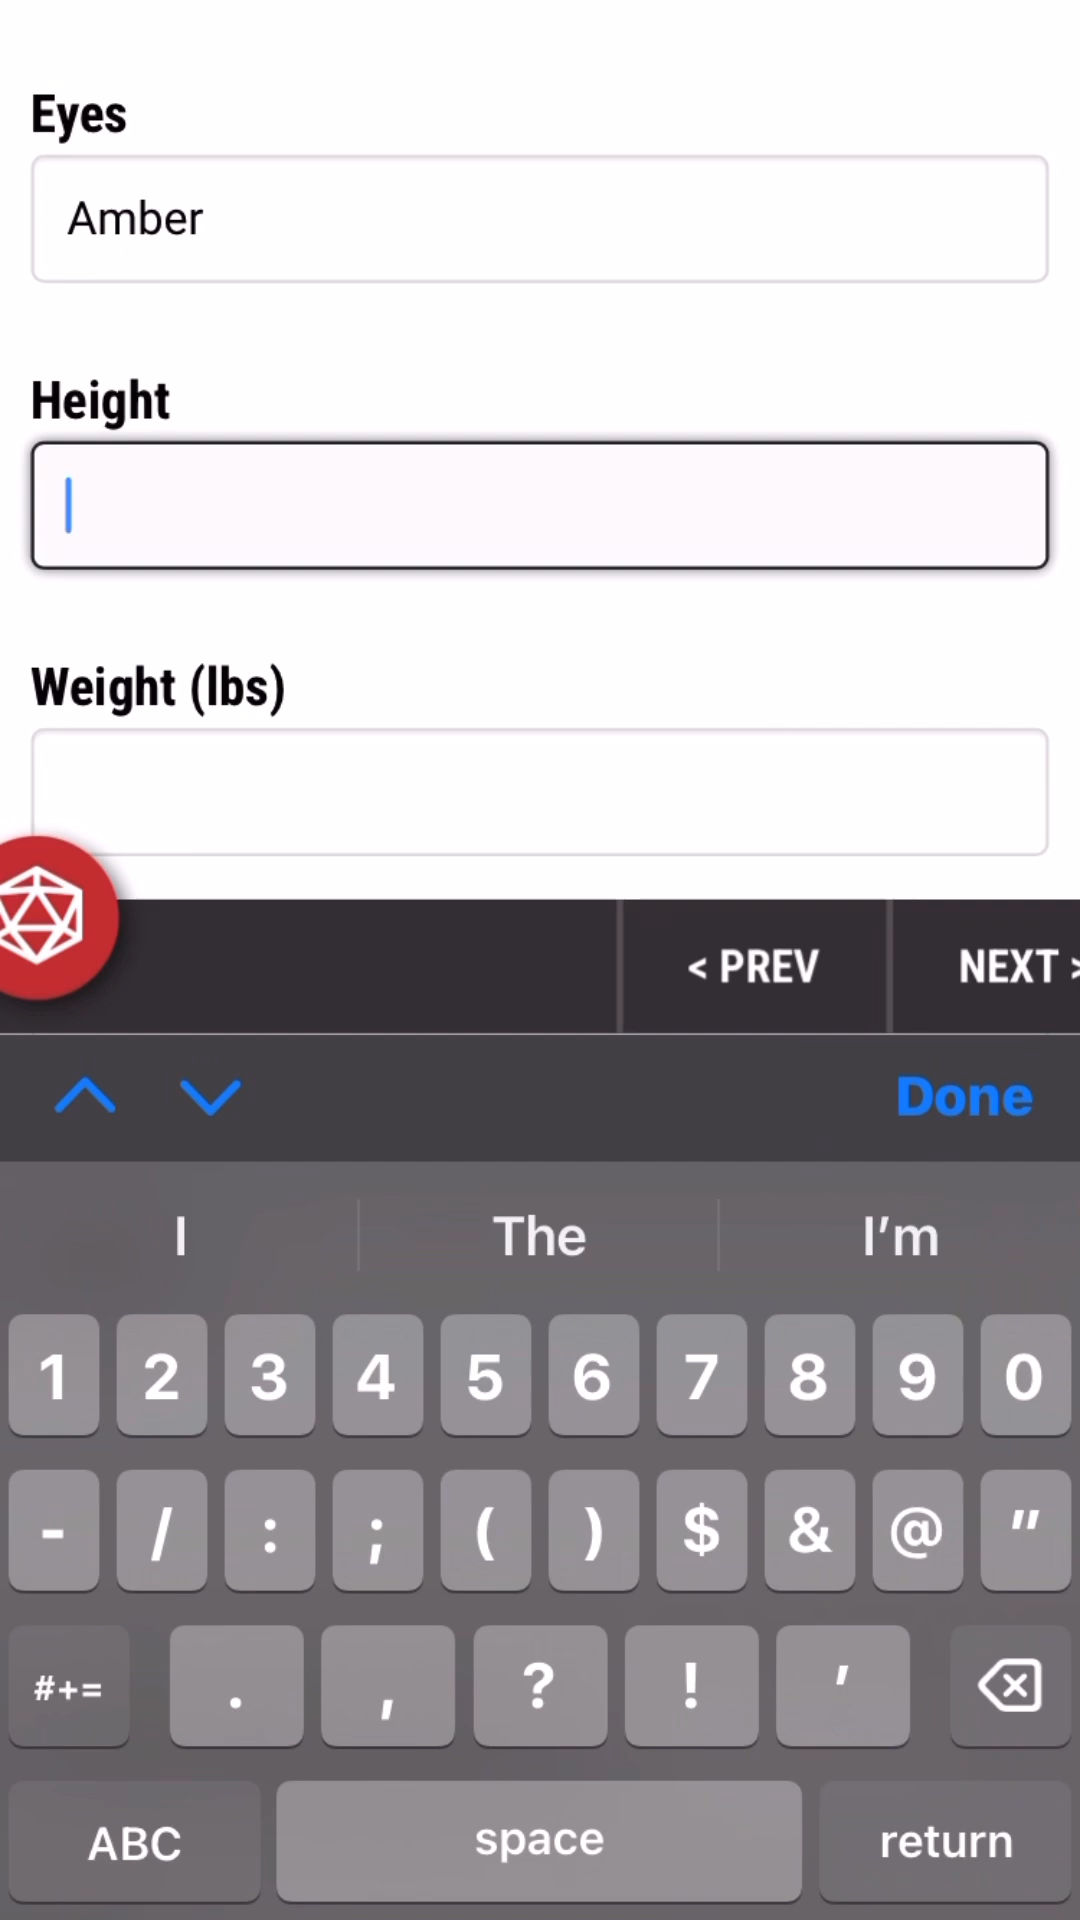 Eyes
Amber
Height
Weight (lbs)
< PREV
NEXT >
Done
I
The
I’m
1 2 3 4 5 6 7 8 9 0
- / : ; ( ) $ & @ "
#+= . , ? ! ’
ABC space return